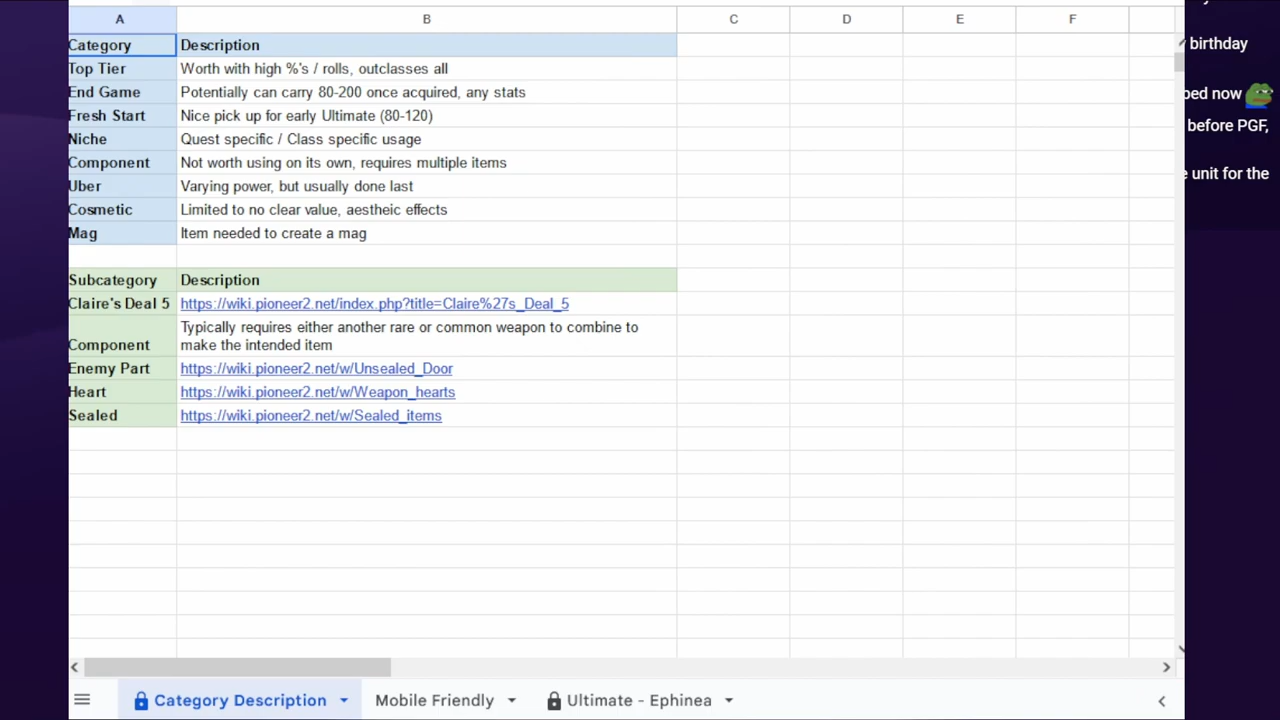 A B C D E F
Category Description
Top Tier Worth with high %'s / rolls, outclasses all
End Game Potentially can carry 80-200 once acquired, any stats
Fresh Start Nice pick up for early Ultimate (80-120)
Niche Quest specific / Class specific usage
Component Not worth using on its own, requires multiple items
Uber Varying power, but usually done last
Cosmetic Limited to no clear value, aestheic effects
Mag Item needed to create a mag
Subcategory Description
Claire's Deal 5 https://wiki.pioneer2.net/index.php?title=Claire%27s_Deal_5
Typically requires either another rare or common weapon to combine to
Component make the intended item
Enemy Part https://wiki.pioneer2.net/w/Unsealed_Door
Heart https://wiki.pioneer2.net/w/Weapon_hearts
Sealed https://wiki.pioneer2.net/w/Sealed_items
Category Description Mobile Friendly Ultimate - Ephinea
birthday
now
before PGF,
unit for the